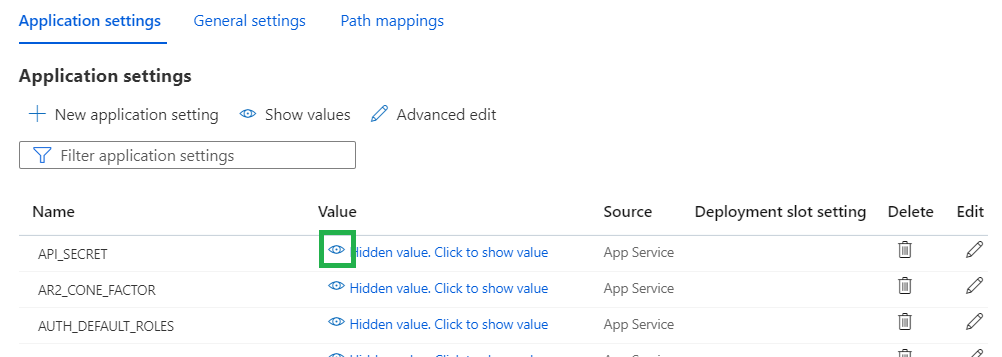 Application settings General settings Path mappings
Application settings
New application setting Show values Advanced edit
Filter application settings
Name Value Source Deployment slot setting Delete Edit
API_SECRET Hidden value. Click to show value App Service
AR2_CONE_FACTOR Hidden value. Click to show value App Service
AUTH_DEFAULT_ROLES Hidden value. Click to show value App Service